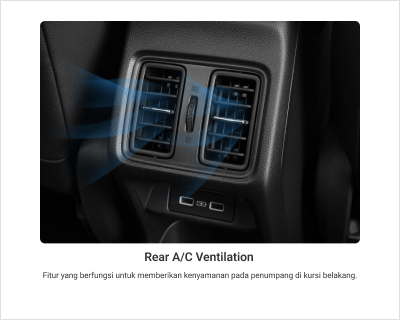 Rear A/C Ventilation
Fitur yang berfungsi untuk memberikan kenyamanan pada penumpang di kursi belakang.